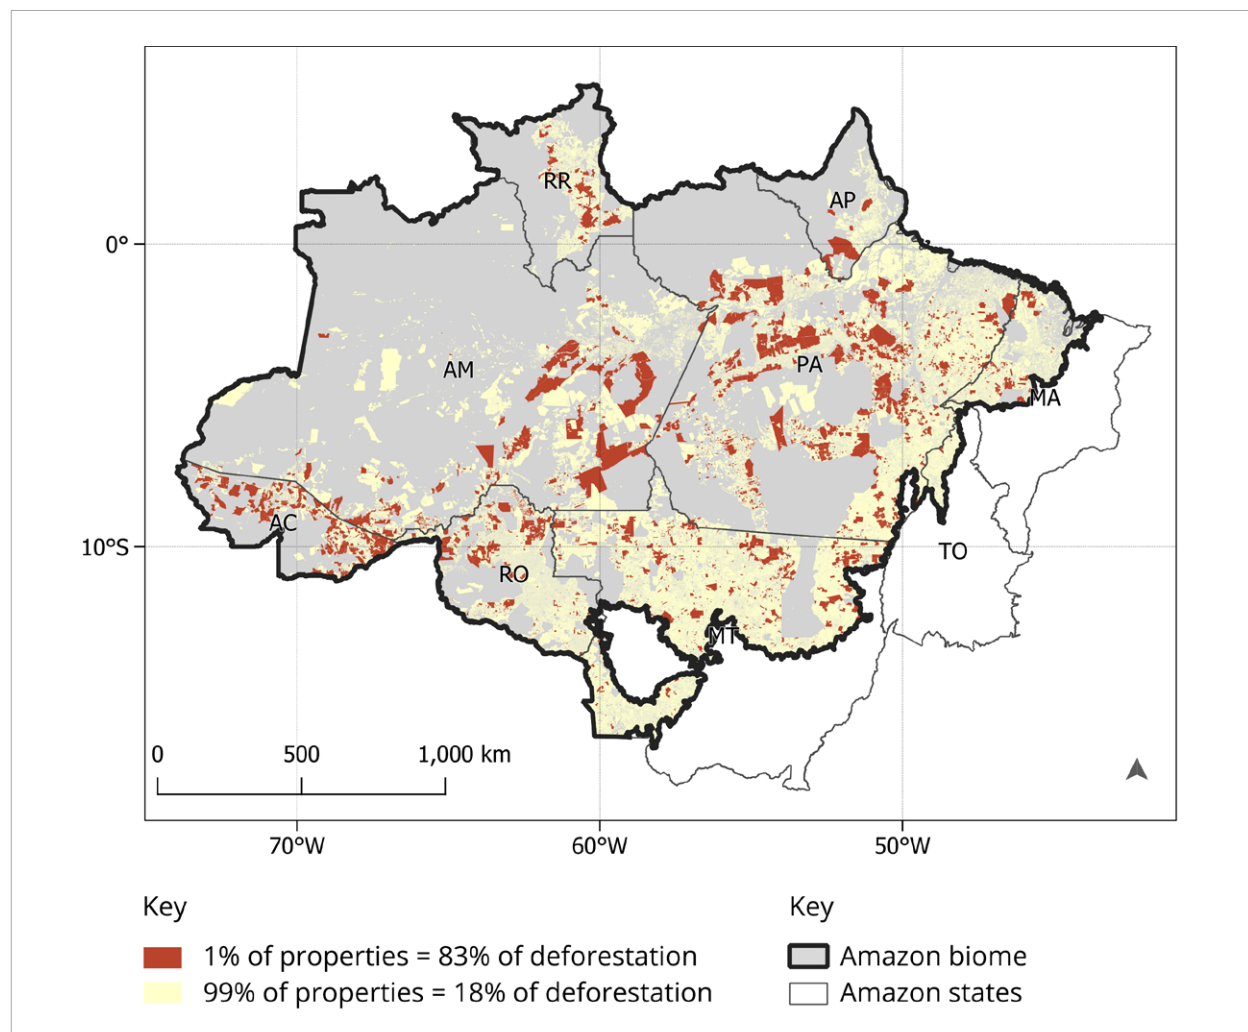 RR
AP
0°
AM
PA
MA
AC
10°S
TO
RO
MT
0 500 1,000 km
70°W 60°W 50°W
Key
1% of properties = 83% of deforestation
99% of properties = 18% of deforestation
Key
Amazon biome
Amazon states